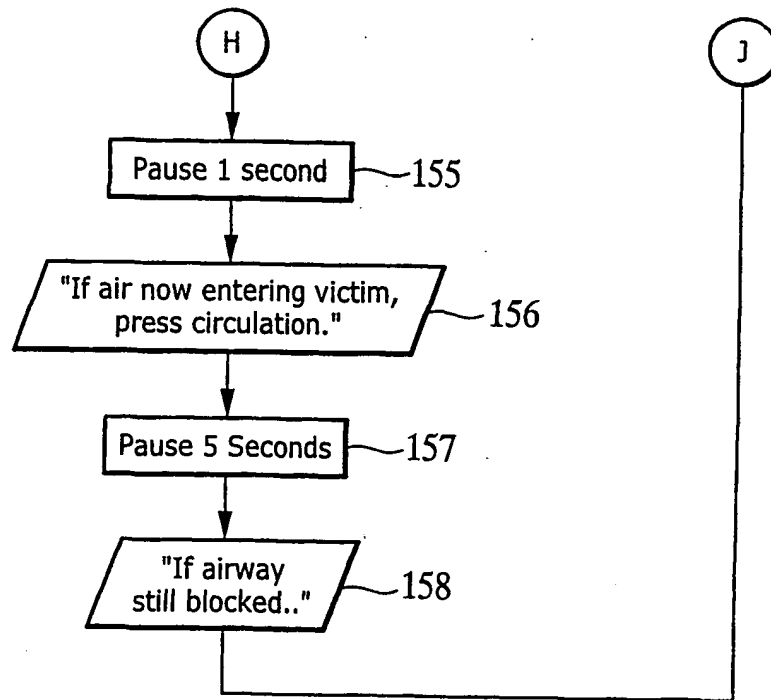 H
J
Pause 1 second
155
"If air now entering victim,
press circulation."
156
Pause 5 Seconds
157
"If airway
still blocked.."
158